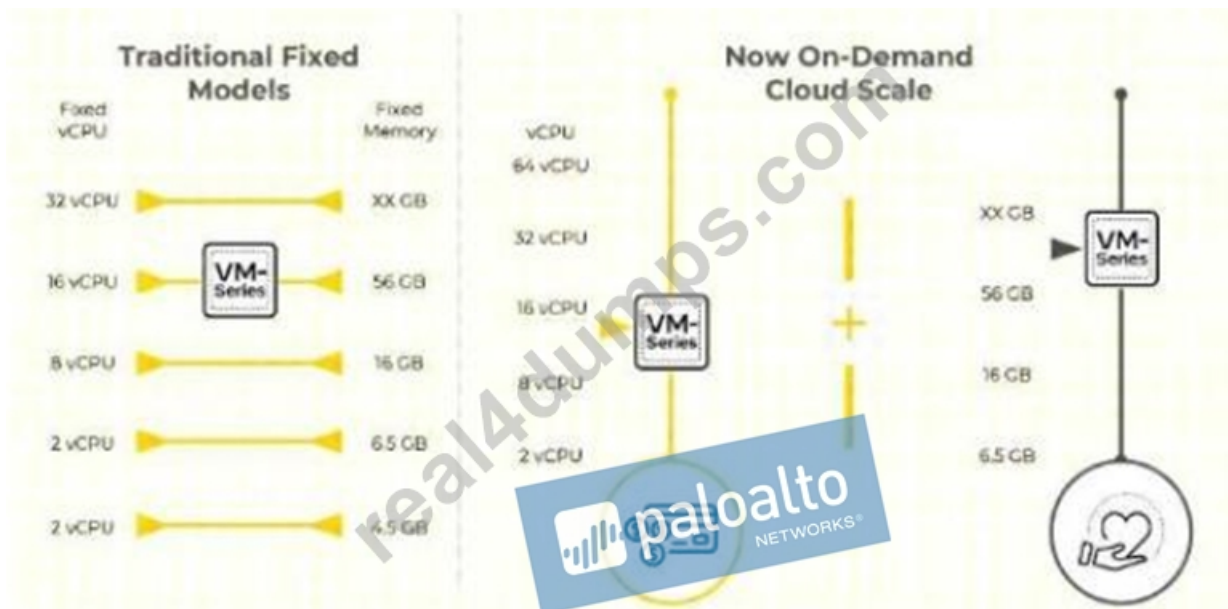 Traditional Fixed
Models
Fixed
vCPU
Fixed
Memory
32 vCPU
XX GB
16 vCPU
VM-
Series
56 GB
8 vCPU
16 GB
2 vCPU
6.5 GB
2 vCPU
4.5 GB
Now On-Demand
Cloud Scale
vCPU
64 vCPU
32 vCPU
16 vCPU
8 vCPU
2 vCPU
VM-
Series
XX GB
56 GB
16 GB
6.5 GB
VM-
Series
paloalto
NETWORKS®
real4dumps.com